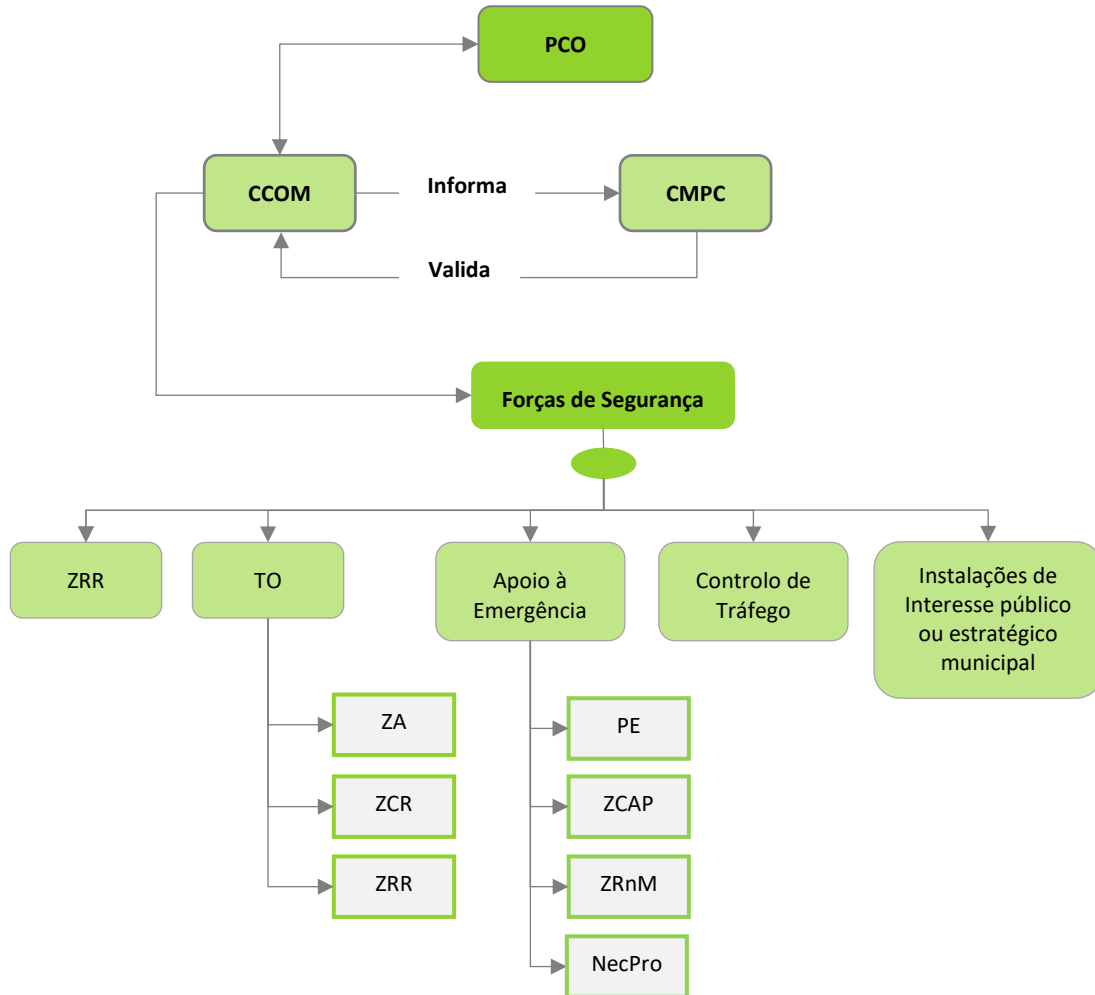 PCO
CCOM
Informa
CMPC
Valida
Forças de Segurança
ZRR
TO
Apoio à
Emergência
Controlo de
Tráfego
Instalações de
Interesse público
ou estratégico
municipal
ZA
PE
ZCR
ZCAP
ZRR
ZRnM
NecPro